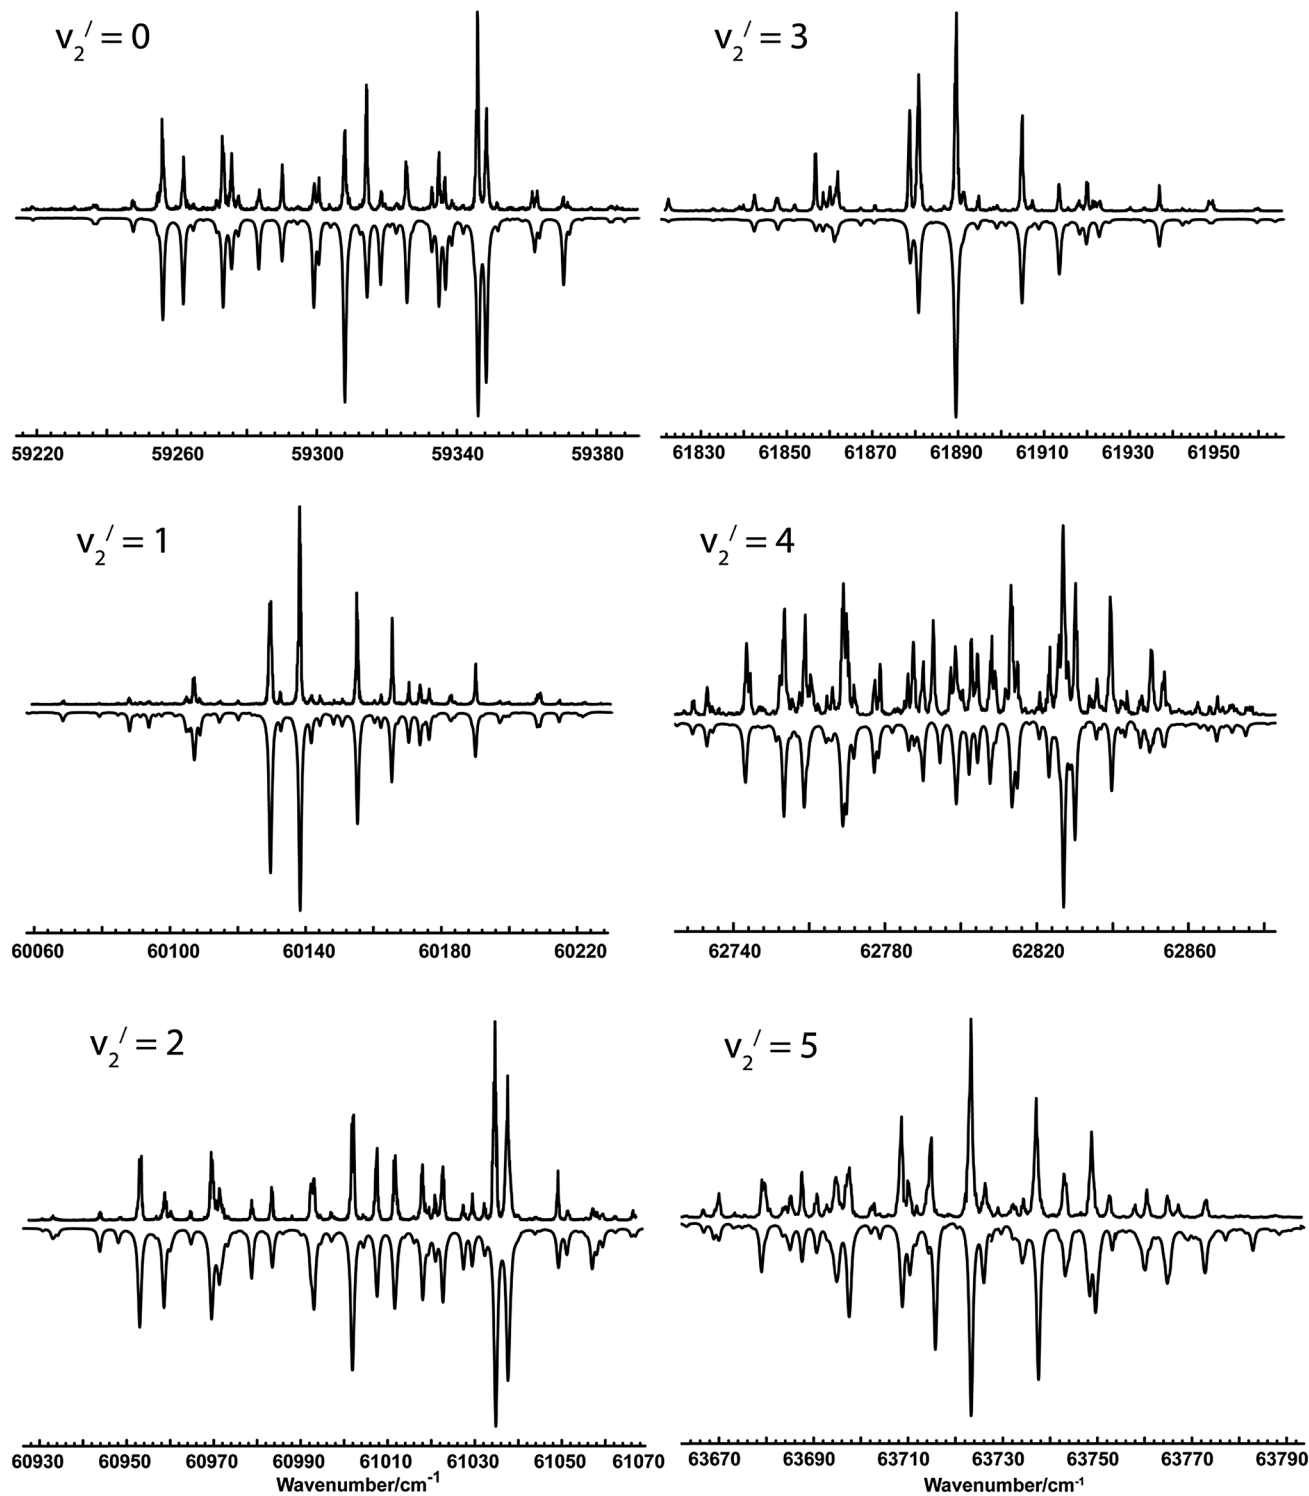 v₂′ = 0
59220 59260 59300 59340 59380
v₂′ = 3
61830 61850 61870 61890 61910 61930 61950
v₂′ = 1
60060 60100 60140 60180 60220
v₂′ = 4
62740 62780 62820 62860
v₂′ = 2
60930 60950 60970 60990 61010 61030 61050 61070
Wavenumber/cm⁻¹
v₂′ = 5
63670 63690 63710 63730 63750 63770 63790
Wavenumber/cm⁻¹